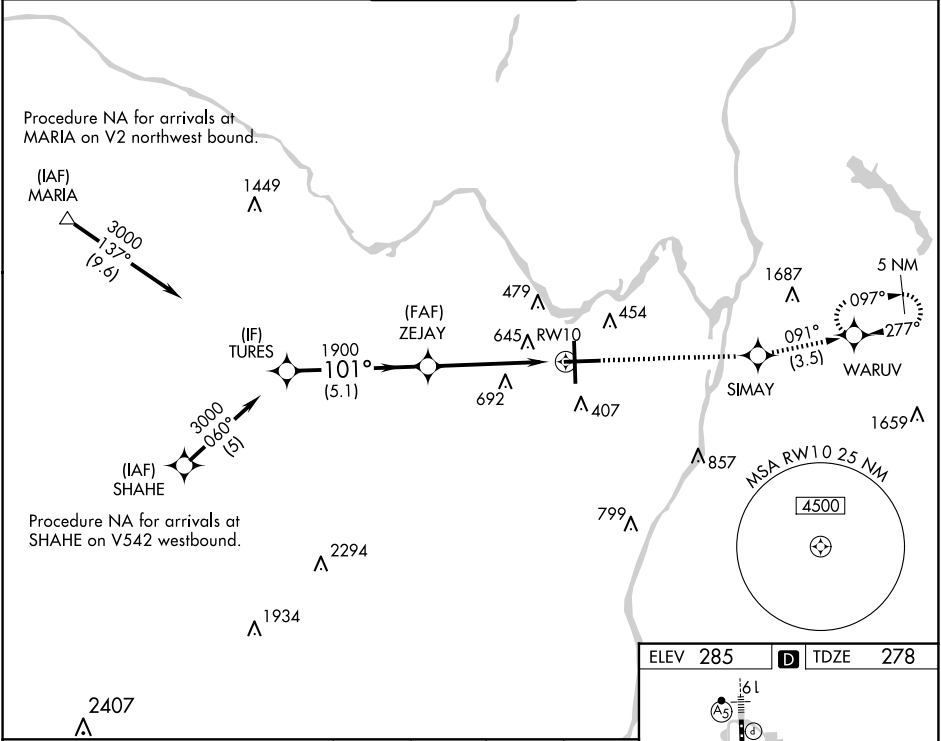 Procedure NA for arrivals at
MARIA on V2 northwest bound.
(IAF)
MARIA
1449
3000
137°
(9.6)
1687
5 NM
097°
277°
479
454
(FAF)
ZEJAY
645
RW10
091°
(3.5)
(IF)
TURES
1900
101°
(5.1)
WARUV
SIMAY
692
407
1659
3000
060°
(5)
(IAF)
SHAHE
857
MSA RW10 25 NM
4500
Procedure NA for arrivals at
SHAHE on V542 westbound.
799
2294
1934
ELEV 285 D TDZE 278
19
A5
P
2407